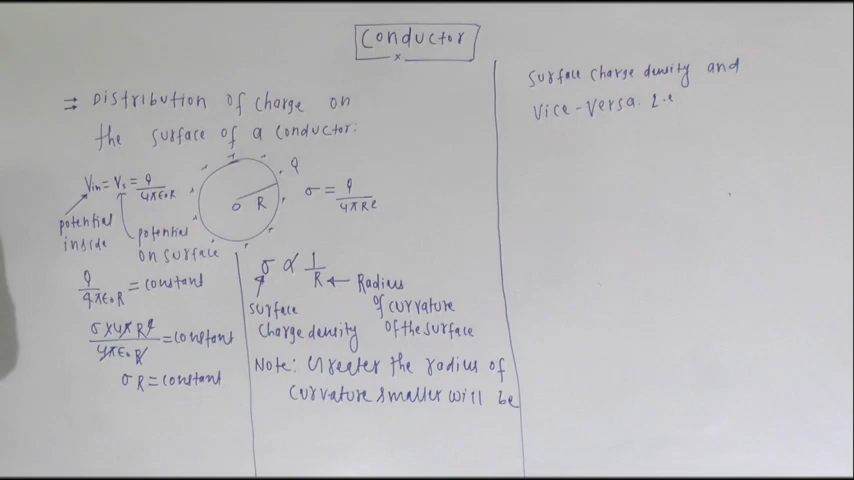 Conductor
x
⇒ Distribution of charge on
the surface of a conductor:
Vin = Vs = q/4πε₀R
q
O R
σ = q/4πR²
potential
inside
potential
on surface
q/4πε₀R = constant
σ×4πR²/4πε₀R = constant
σR = constant
σ ∝ 1/R ← Radius
of curvature
of the surface
surface
charge density
Note: Greater the radius of
curvature smaller will be
surface charge density and
vice-versa. i.e